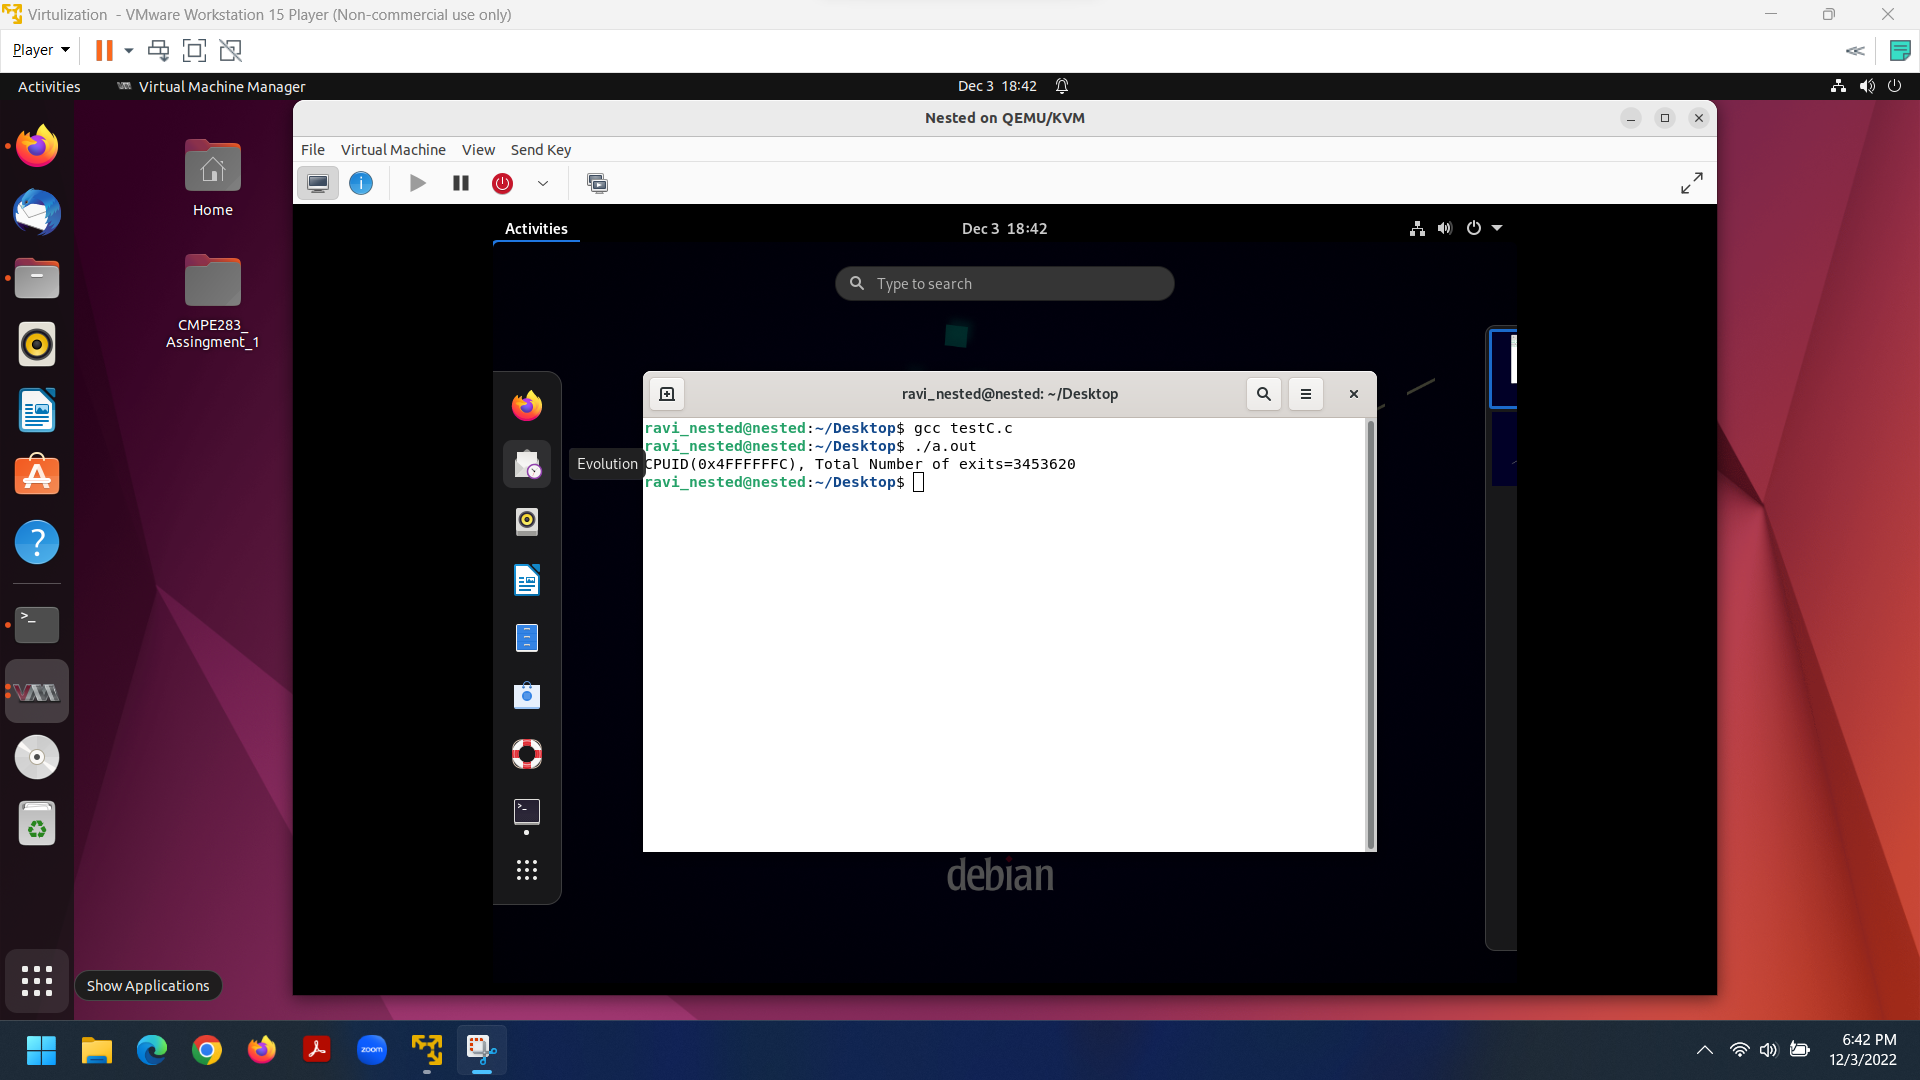 Virtulization - VMware Workstation 15 Player (Non-commercial use only)
Player
Activities
Virtual Machine Manager
Dec 3 18:42
Nested on QEMU/KVM
File Virtual Machine View Send Key
Home
CMPE283_
Assingment_1
Activities
Dec 3 18:42
Type to search
ravi_nested@nested: ~/Desktop
ravi_nested@nested:~/Desktop$ gcc testC.c
ravi_nested@nested:~/Desktop$ ./a.out
CPUID(0x4FFFFFFC), Total Number of exits=3453620
ravi_nested@nested:~/Desktop$
Evolution
debian
Show Applications
zoom
6:42 PM
12/3/2022